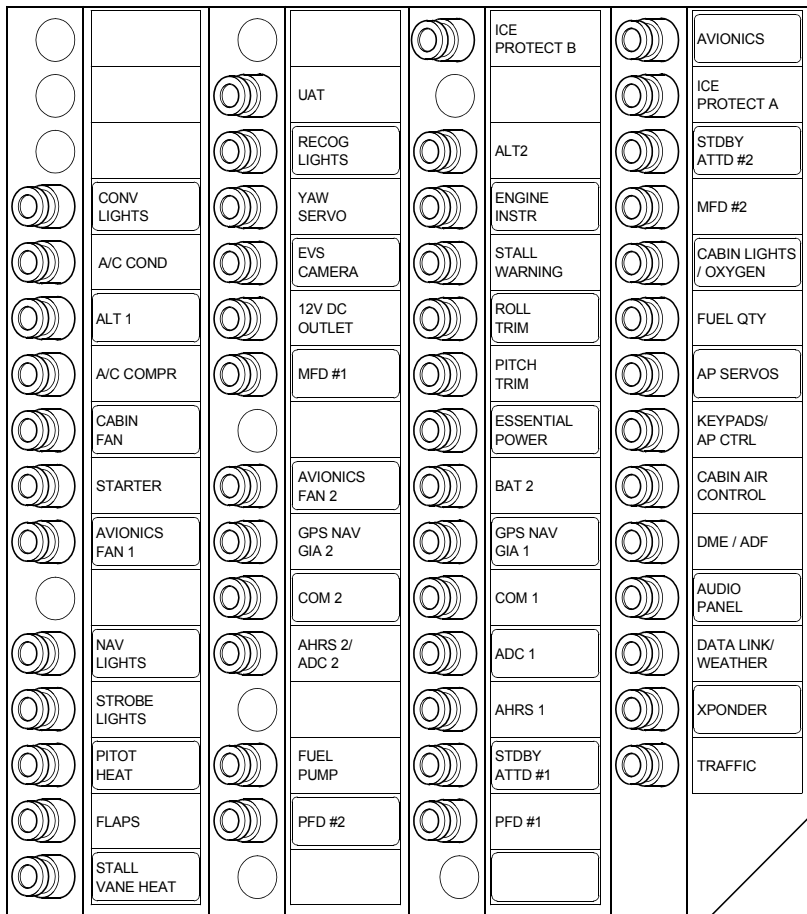 CONV
LIGHTS
A/C COND
ALT 1
A/C COMPR
CABIN
FAN
STARTER
AVIONICS
FAN 1
NAV
LIGHTS
STROBE
LIGHTS
PITOT
HEAT
FLAPS
STALL
VANE HEAT
UAT
RECOG
LIGHTS
YAW
SERVO
EVS
CAMERA
12V DC
OUTLET
MFD #1
AVIONICS
FAN 2
GPS NAV
GIA 2
COM 2
AHRS 2/
ADC 2
FUEL
PUMP
PFD #2
ICE
PROTECT B
ALT2
ENGINE
INSTR
STALL
WARNING
ROLL
TRIM
PITCH
TRIM
ESSENTIAL
POWER
BAT 2
GPS NAV
GIA 1
COM 1
ADC 1
AHRS 1
STDBY
ATTD #1
PFD #1
AVIONICS
ICE
PROTECT A
STDBY
ATTD #2
MFD #2
CABIN LIGHTS
/ OXYGEN
FUEL QTY
AP SERVOS
KEYPADS/
AP CTRL
CABIN AIR
CONTROL
DME / ADF
AUDIO
PANEL
DATA LINK/
WEATHER
XPONDER
TRAFFIC